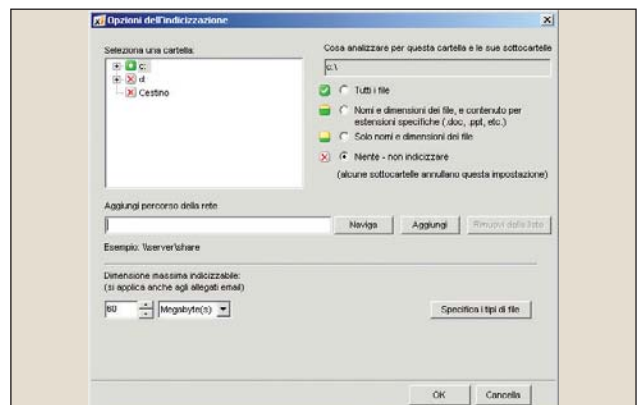 Opzioni dell'indicizzazione
Seleziona una cartella:
c:
d:
Cestino
Cosa analizzare per questa cartella e le sue sottocartelle
c:\
Tutti i file
Nomi e dimensioni dei file, e contenuto per
estensioni specifiche (.doc, .ppt, etc.)
Solo nomi e dimensioni dei file
Niente - non indicizzare
(alcune sottocartelle annullano questa impostazione)
Aggiungi percorso della rete
Naviga
Aggiungi
Rimuovi dalla lista
Esempio: \\server\share
Dimensione massima indicizzabile:
(si applica anche agli allegati email)
60 Megabyte(s)
Specifica i tipi di file
OK
Cancella